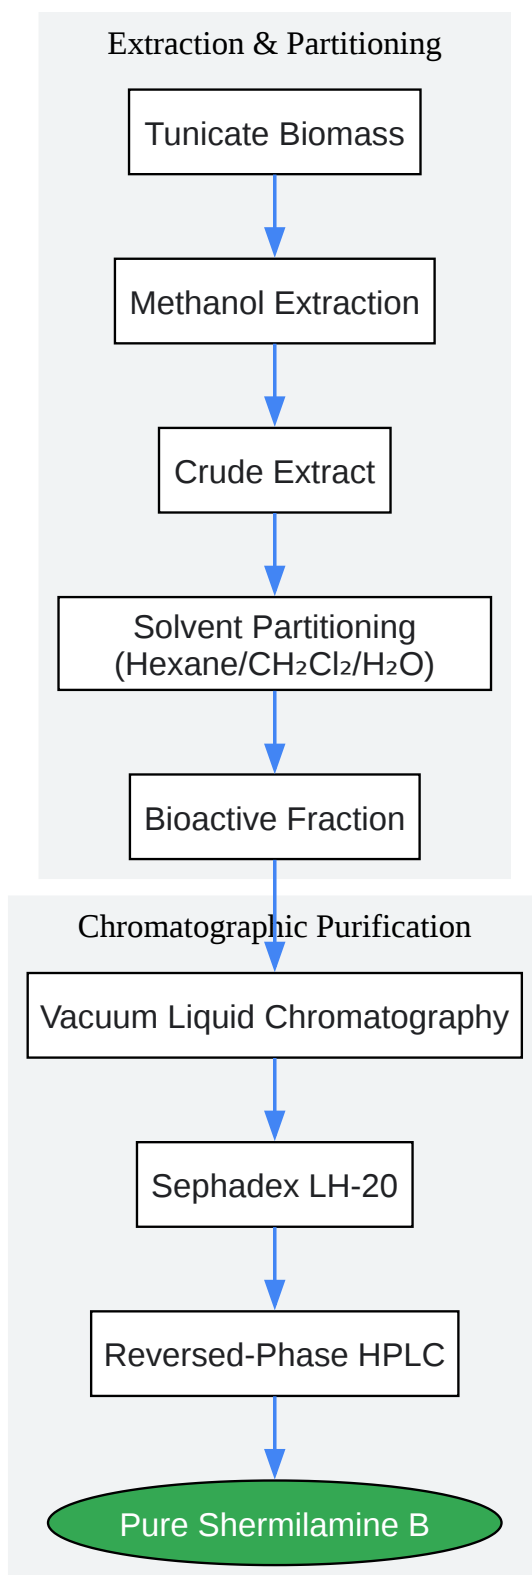 Extraction & Partitioning
Tunicate Biomass
Methanol Extraction
Crude Extract
Solvent Partitioning
(Hexane/CH₂Cl₂/H₂O)
Bioactive Fraction
Chromatographic Purification
Vacuum Liquid Chromatography
Sephadex LH-20
Reversed-Phase HPLC
Pure Shermilamine B